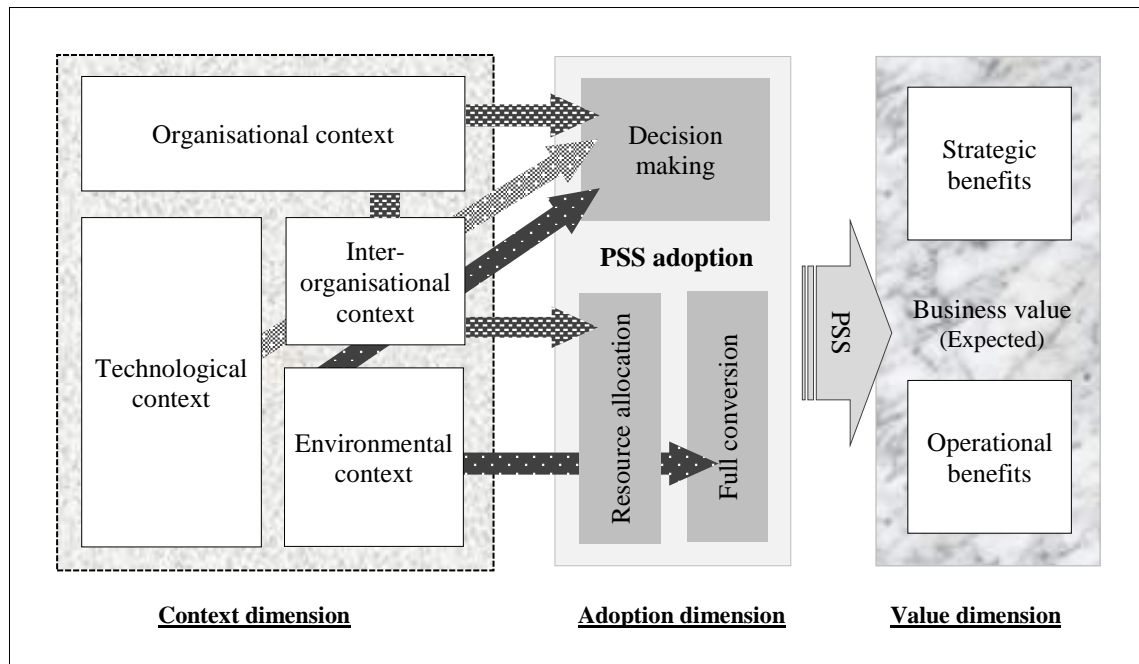 Organisational context
Technological
context
Inter-
organisational
context
Environmental
context
Context dimension
Decision
making
PSS adoption
Resource allocation
Full conversion
Adoption dimension
PSS
Strategic
benefits
Business value
(Expected)
Operational
benefits
Value dimension